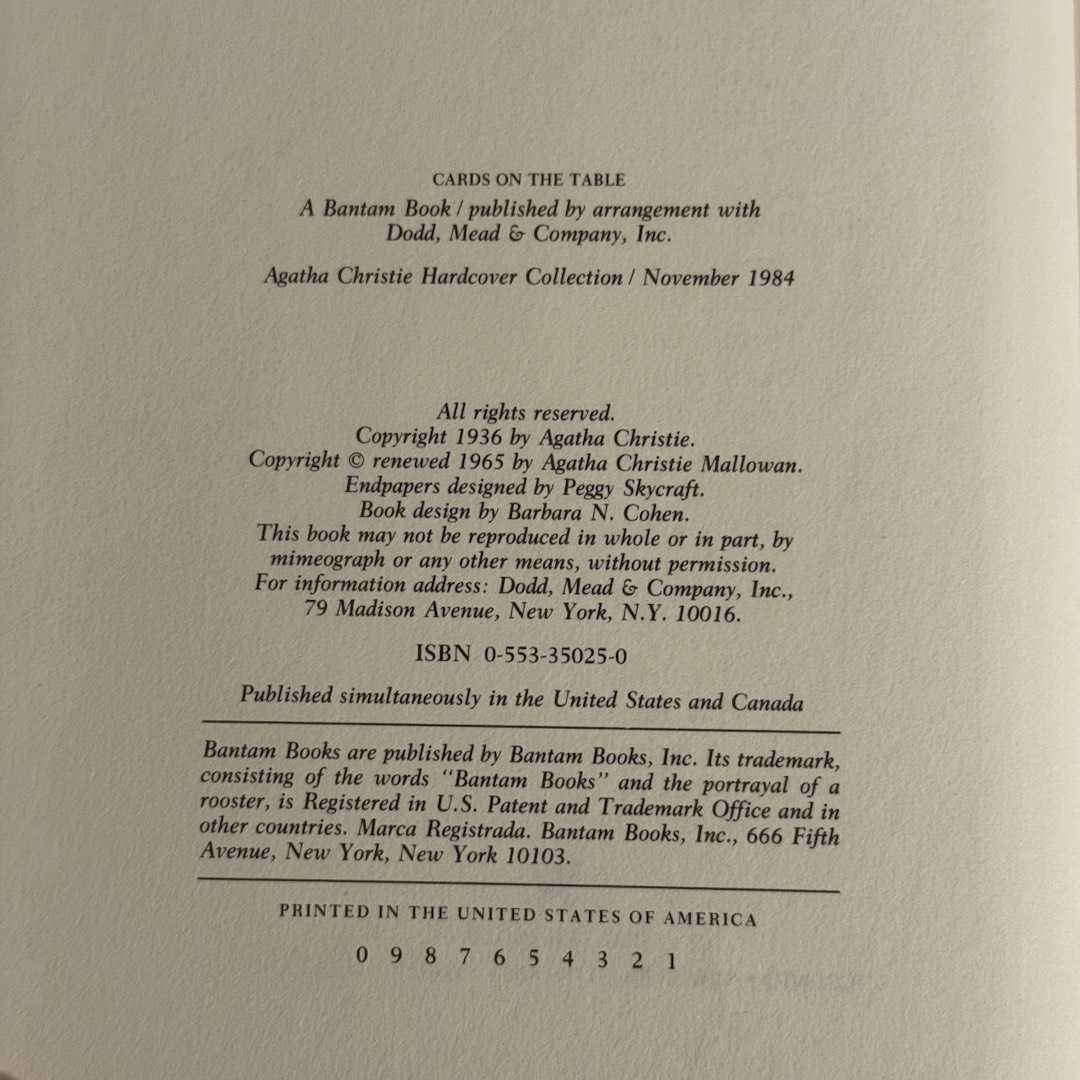 CARDS ON THE TABLE
A Bantam Book / published by arrangement with
Dodd, Mead & Company, Inc.
Agatha Christie Hardcover Collection / November 1984
All rights reserved.
Copyright 1936 by Agatha Christie.
Copyright © renewed 1965 by Agatha Christie Mallowan.
Endpapers designed by Peggy Skycraft.
Book design by Barbara N. Cohen.
This book may not be reproduced in whole or in part, by
mimeograph or any other means, without permission.
For information address: Dodd, Mead & Company, Inc.,
79 Madison Avenue, New York, N.Y. 10016.
ISBN 0-553-35025-0
Published simultaneously in the United States and Canada
Bantam Books are published by Bantam Books, Inc. Its trademark,
consisting of the words "Bantam Books" and the portrayal of a
rooster, is Registered in U.S. Patent and Trademark Office and in
other countries. Marca Registrada. Bantam Books, Inc., 666 Fifth
Avenue, New York, New York 10103.
PRINTED IN THE UNITED STATES OF AMERICA
0 9 8 7 6 5 4 3 2 1